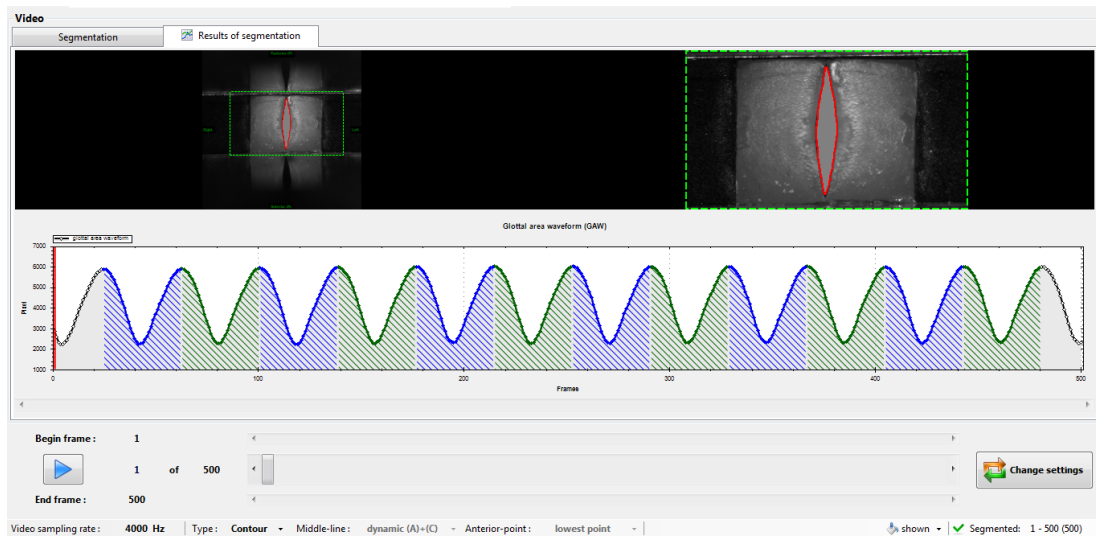 Video
Segmentation
Results of segmentation
Right
Left
Glottal area waveform (GAW)
glottal area waveform
7000
6000
5000
4000
3000
2000
1000
Pixel
0 100 200 300 400 500
Frames
Begin frame : 1
1 of 500
Change settings
End frame : 500
Video sampling rate : 4000 Hz Type : Contour Middle-line : dynamic (A)+(C) Anterior-point : lowest point shown Segmented: 1 - 500 (500)